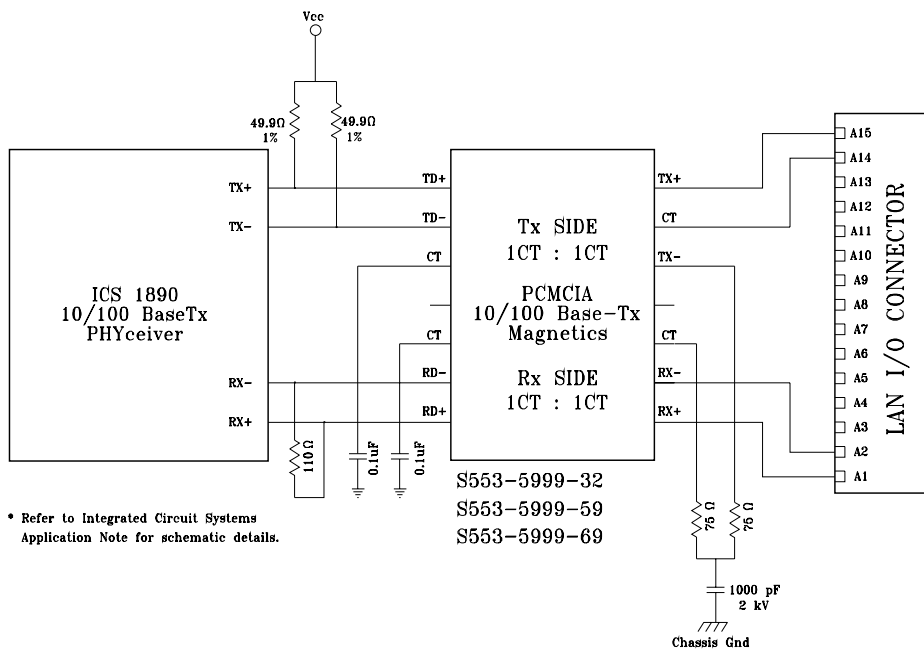 Vcc
49.9Ω
1%
49.9Ω
1%
ICS 1890
10/100 BaseTx
PHYceiver
TX+
TX-
RX-
RX+
110Ω
0.1uF
0.1uF
TD+
TD-
CT
CT
RD-
RD+
Tx SIDE
1CT : 1CT
PCMCIA
10/100 Base-Tx
Magnetics
Rx SIDE
1CT : 1CT
TX+
CT
TX-
CT
RX-
RX+
S553-5999-32
S553-5999-59
S553-5999-69
75 Ω
75 Ω
1000 pF
2 kV
Chassis Gnd
A15
A14
A13
A12
A11
A10
A9
A8
A7
A6
A5
A4
A3
A2
A1
LAN I/O CONNECTOR
* Refer to Integrated Circuit Systems
Application Note for schematic details.